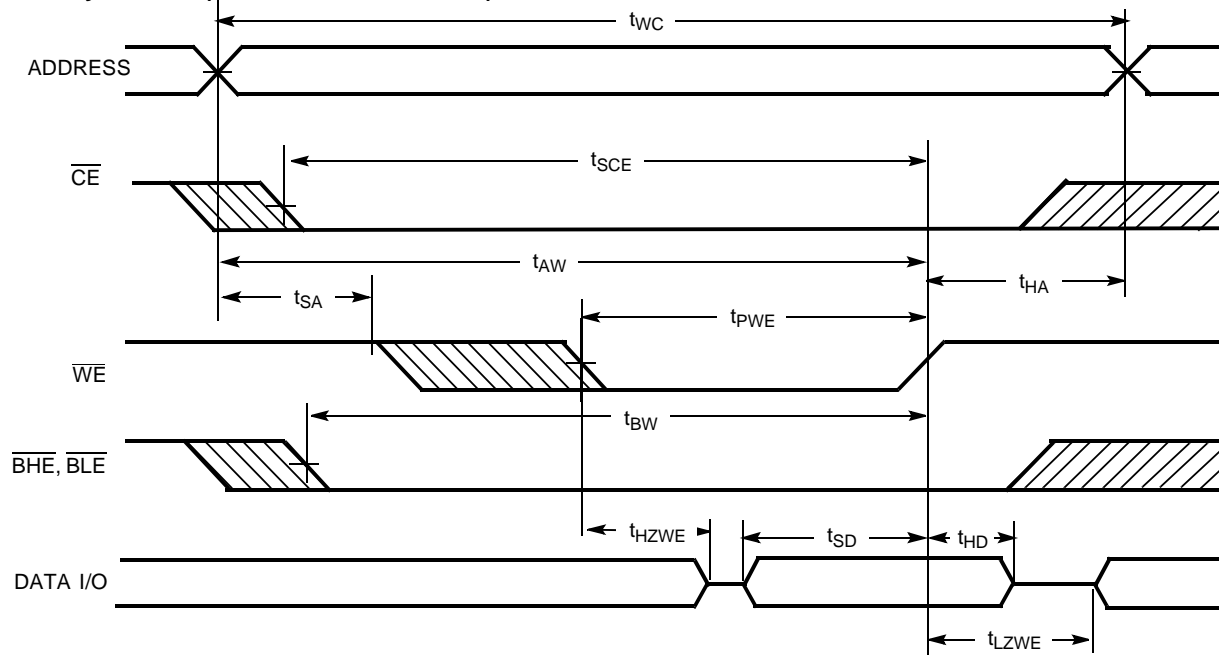 tWC
ADDRESS
tSCE
CE
tAW
tHA
tSA
tPWE
WE
tBW
BHE, BLE
tHZWE
tSD
tHD
DATA I/O
tLZWE